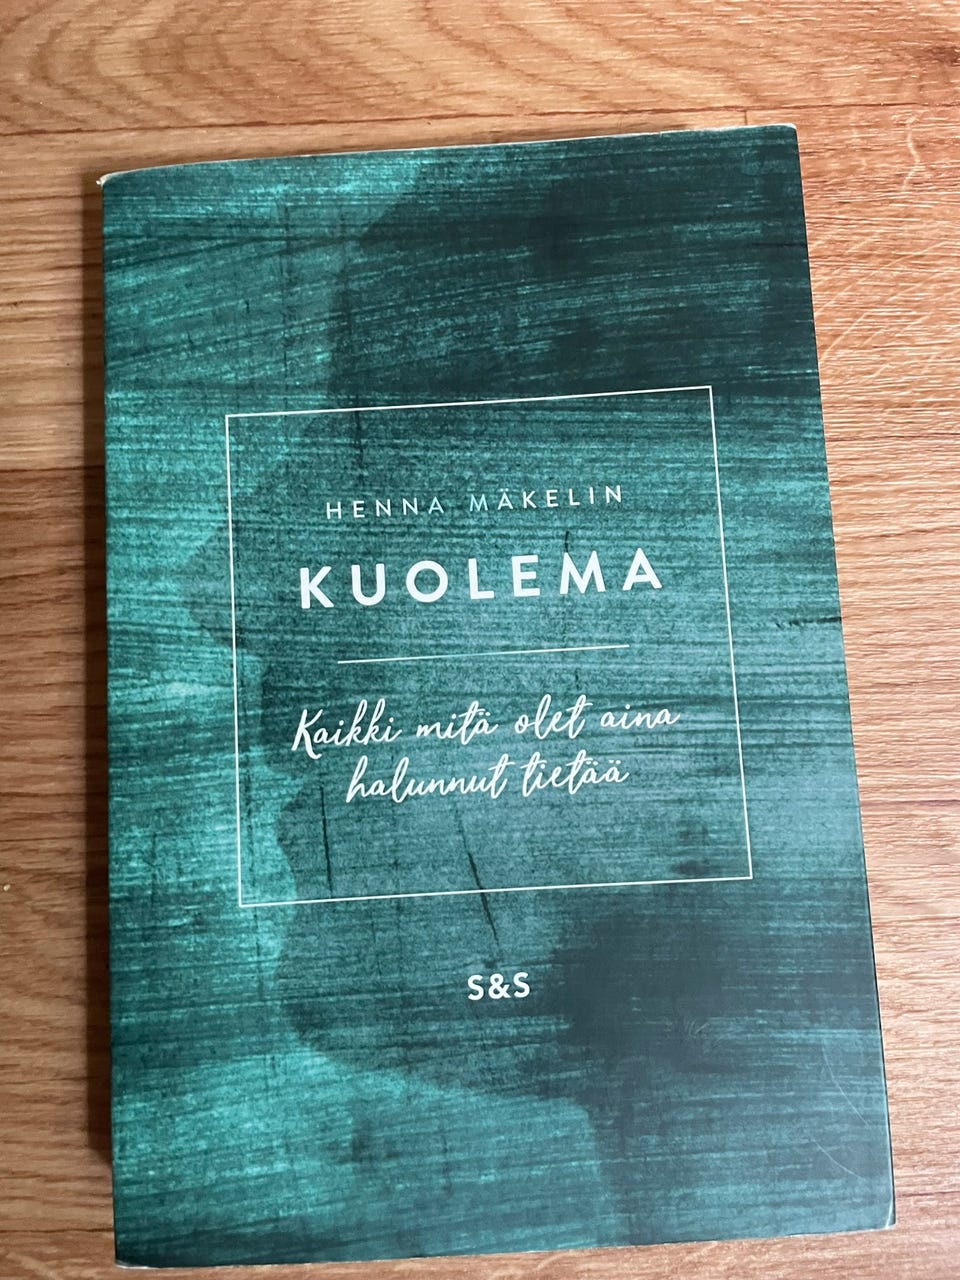 HENNA MÄKELIN
KUOLEMA
Kaikki mitä olet aina
halunnut tietää
S&S